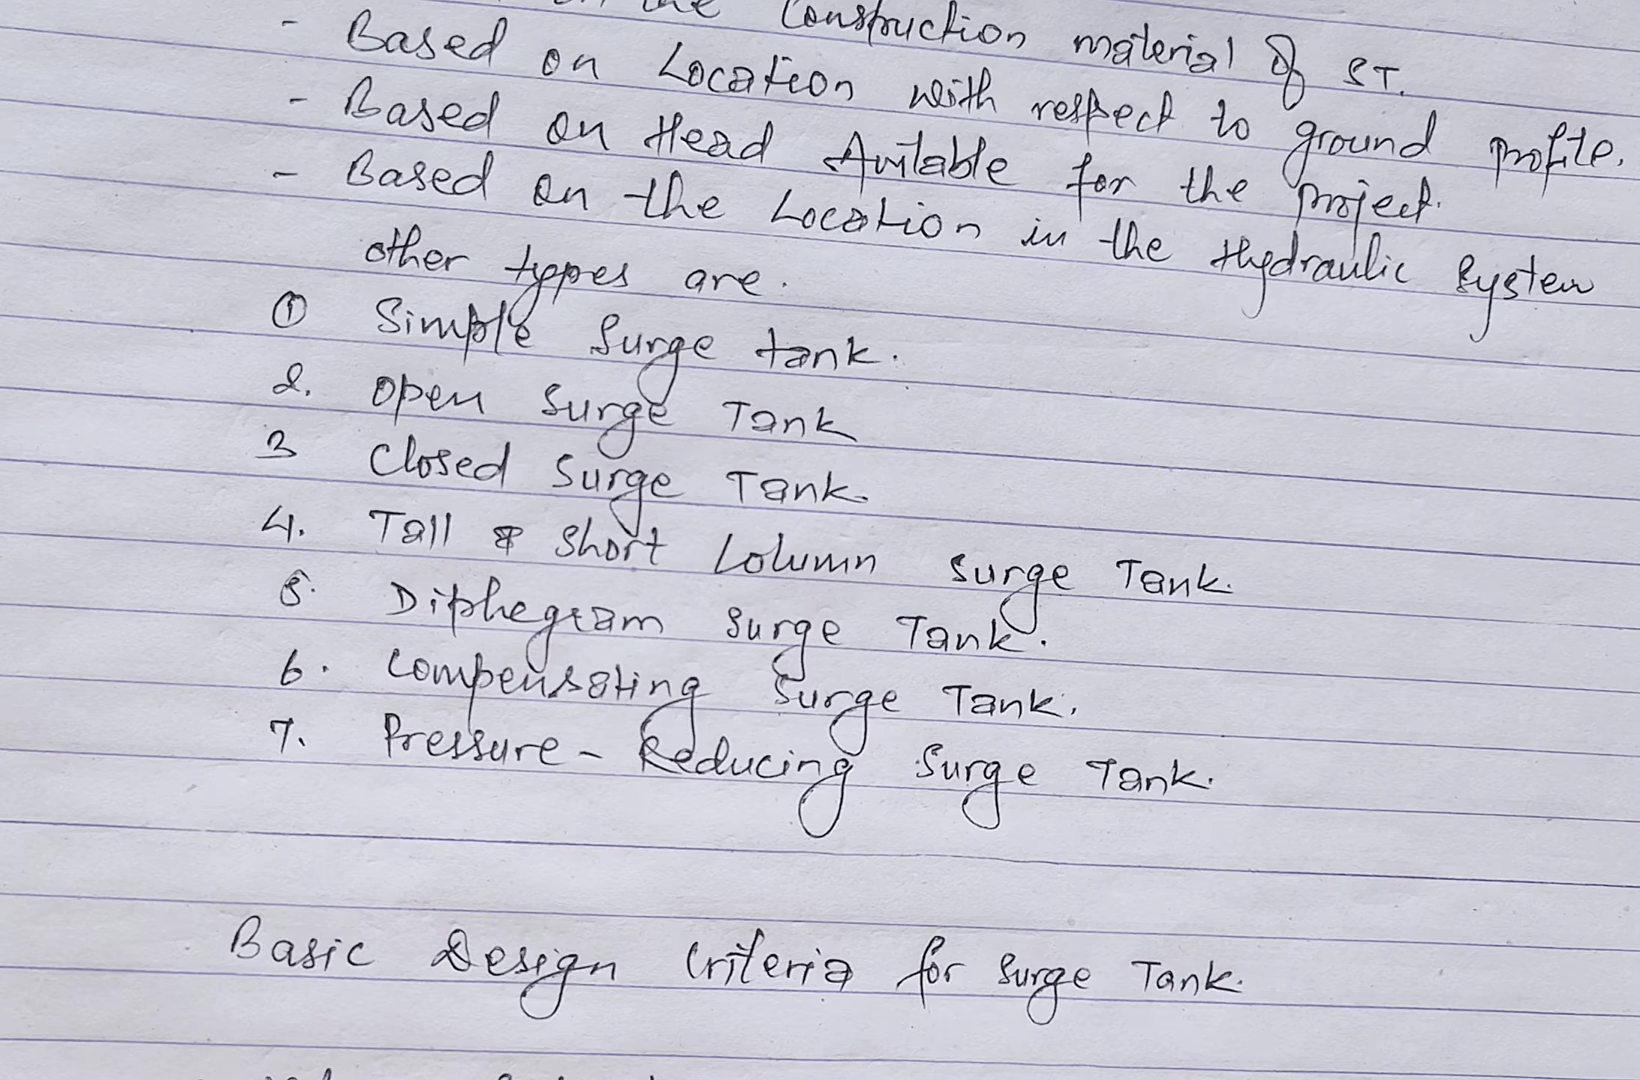 the Construction material of ST.
- Based on Location with respect to ground profile.
- Based on Head Avilable for the project.
- Based on the Location in the Hydraulic System
other types are.
① Simple Surge tank.
2. Open Surge Tank
3 Closed Surge Tank.
4. Tall & Short Column Surge Tank.
5. Diphegram Surge Tank.
6. Compensating Surge Tank.
7. Pressure - Reducing Surge Tank.
Basic Design Criteria for Surge Tank.